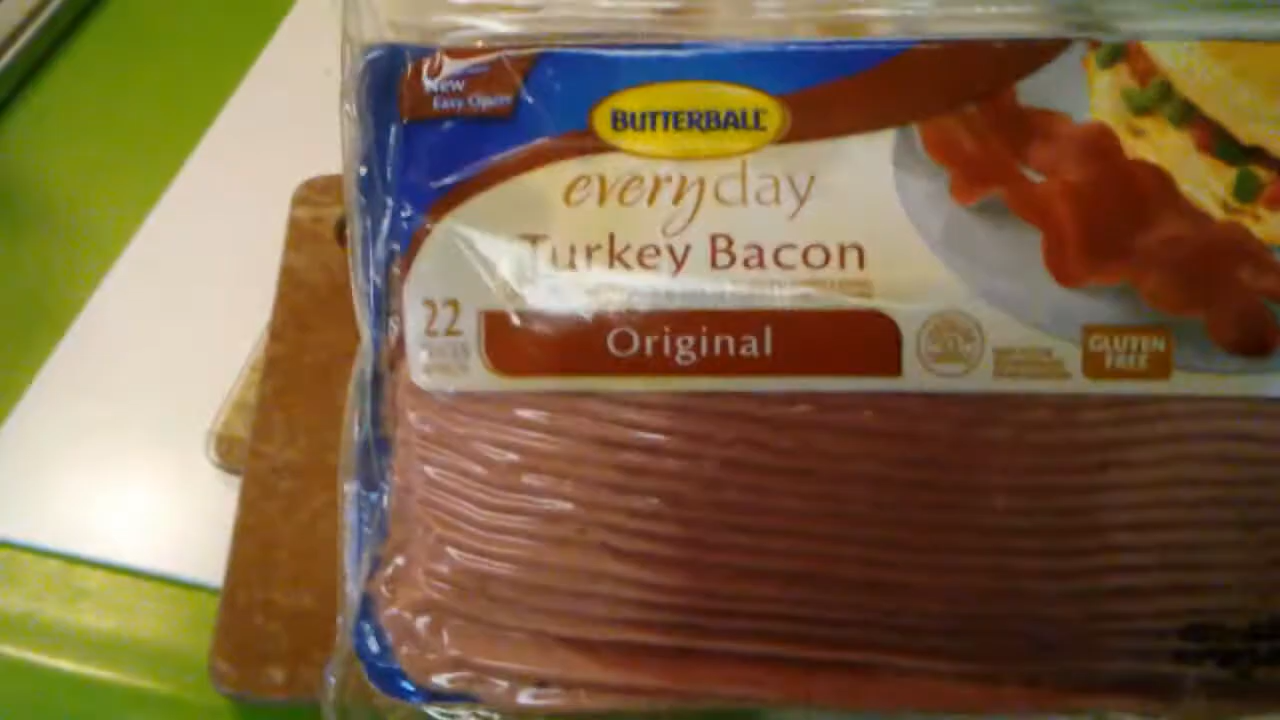 New
Easy Open
BUTTERBALL
everyday
Turkey Bacon
22
Original
GLUTEN
FREE